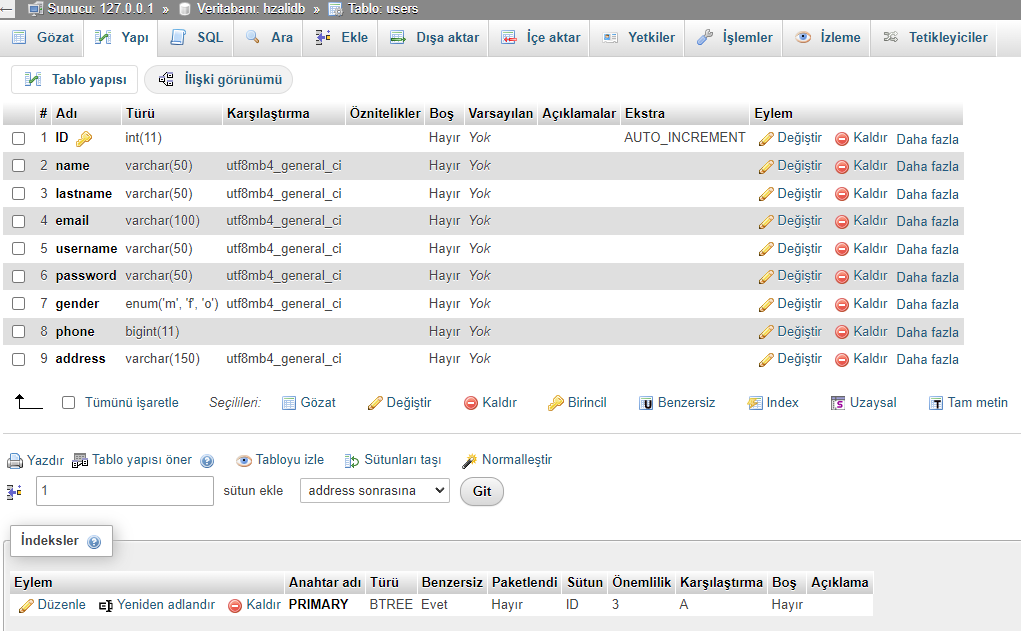 ← Sunucu: 127.0.0.1 » Veritabanı: hzalidb » Tablo: users
Gözat Yapı SQL Ara Ekle Dışa aktar İçe aktar Yetkiler İşlemler İzleme Tetikleyiciler
Tablo yapısı İlişki görünümü
# Adı Türü Karşılaştırma Öznitelikler Boş Varsayılan Açıklamalar Ekstra Eylem
1 ID int(11) Hayır Yok AUTO_INCREMENT Değiştir Kaldır Daha fazla
2 name varchar(50) utf8mb4_general_ci Hayır Yok Değiştir Kaldır Daha fazla
3 lastname varchar(50) utf8mb4_general_ci Hayır Yok Değiştir Kaldır Daha fazla
4 email varchar(100) utf8mb4_general_ci Hayır Yok Değiştir Kaldır Daha fazla
5 username varchar(50) utf8mb4_general_ci Hayır Yok Değiştir Kaldır Daha fazla
6 password varchar(50) utf8mb4_general_ci Hayır Yok Değiştir Kaldır Daha fazla
7 gender enum('m', 'f', 'o') utf8mb4_general_ci Hayır Yok Değiştir Kaldır Daha fazla
8 phone bigint(11) Hayır Yok Değiştir Kaldır Daha fazla
9 address varchar(150) utf8mb4_general_ci Hayır Yok Değiştir Kaldır Daha fazla
Tümünü işaretle Seçilileri: Gözat Değiştir Kaldır Birincil Benzersiz Index Uzaysal Tam metin
Yazdır Tablo yapısı öner Tabloyu izle Sütunları taşı Normalleştir
1 sütun ekle address sonrasına Git
İndeksler
Eylem Anahtar adı Türü Benzersiz Paketlendi Sütun Önemlilik Karşılaştırma Boş Açıklama
Düzenle Yeniden adlandır Kaldır PRIMARY BTREE Evet Hayır ID 3 A Hayır